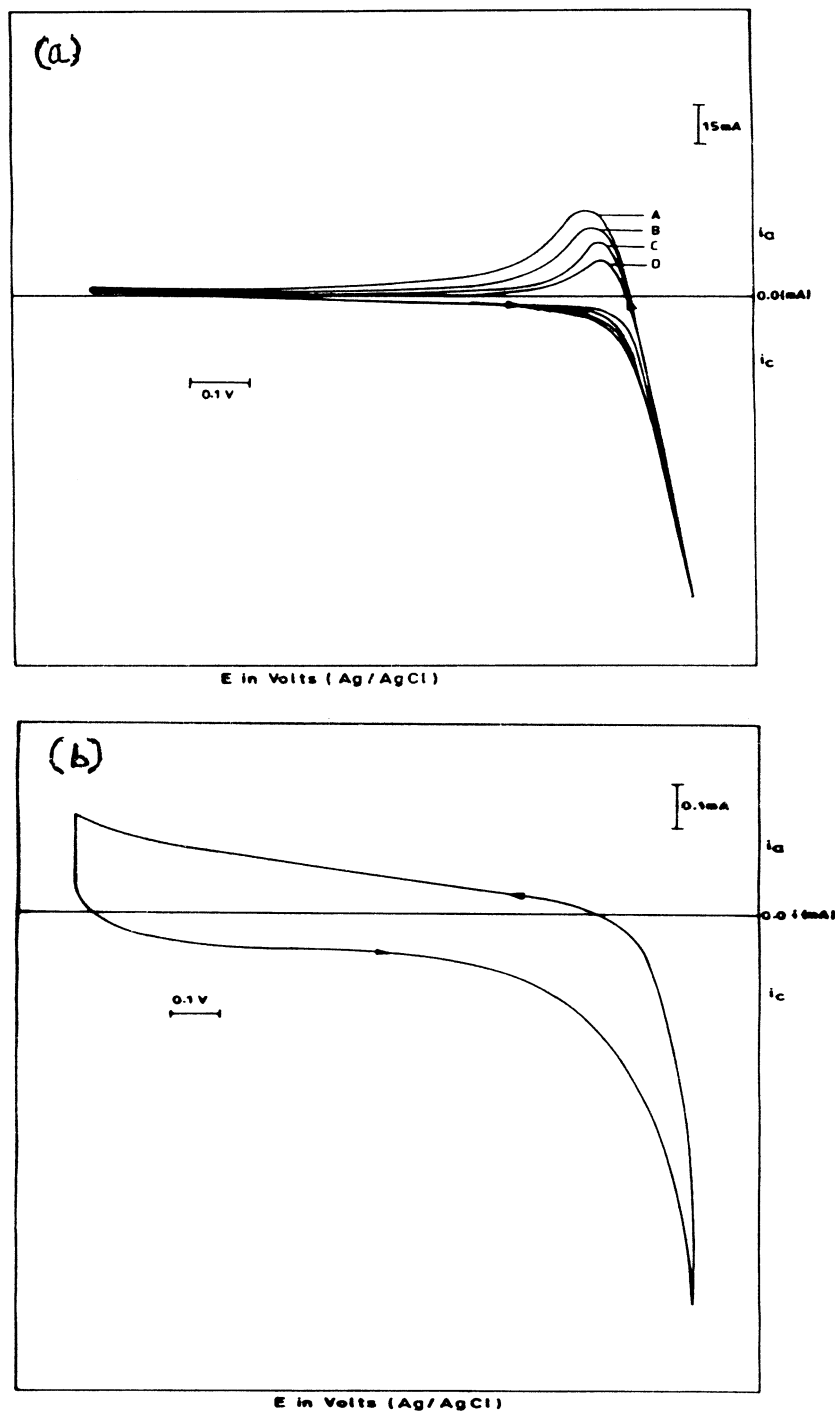 (a)
15mA
A
B
C
D
ia
0.0(mA)
ic
0.1 V
E in Volts (Ag/AgCl)
(b)
0.1mA
ia
0.0 i(mA)
ic
0.1 V
E in Volts (Ag/AgCl)